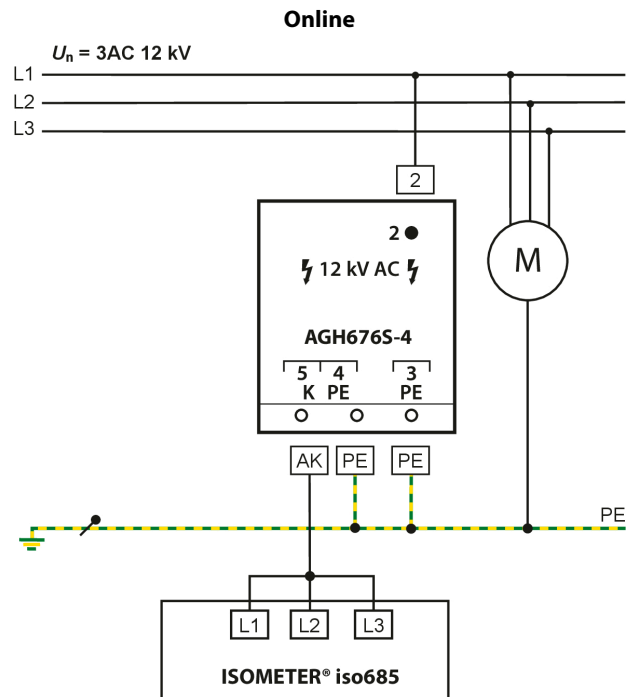 Online
Un = 3AC 12 kV
L1
L2
L3
2
2
12 kV AC
M
AGH676S-4
5 4 3
K PE PE
AK PE PE
PE
L1 L2 L3
ISOMETER® iso685